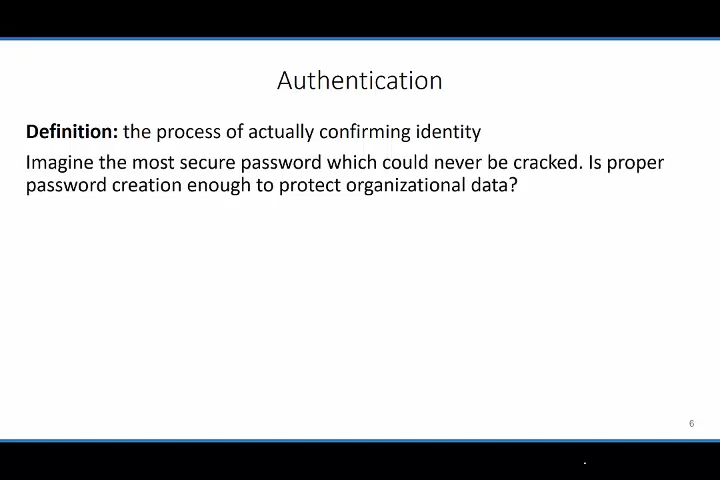 Authentication
Definition: the process of actually confirming identity
Imagine the most secure password which could never be cracked. Is proper
password creation enough to protect organizational data?
6